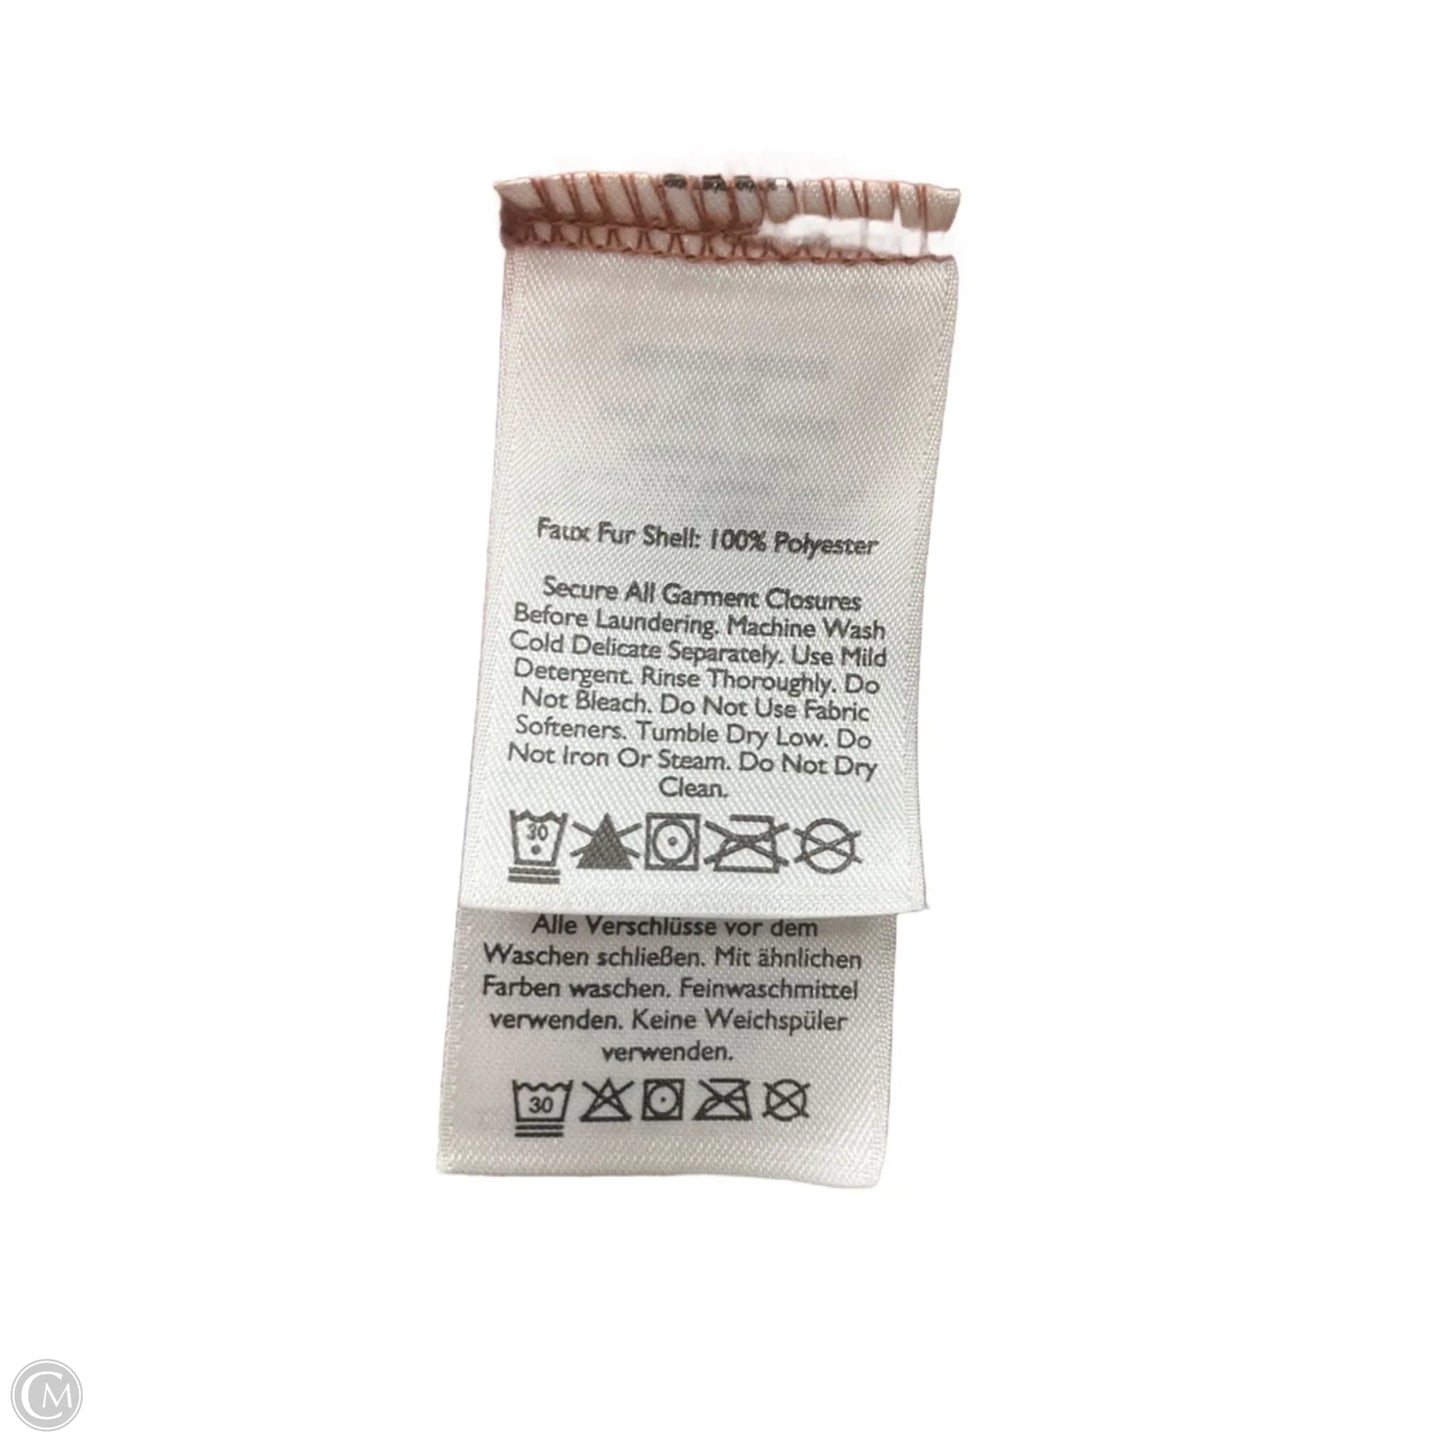 Faux Fur Shell: 100% Polyester
Secure All Garment Closures
Before Laundering. Machine Wash
Cold Delicate Separately. Use Mild
Detergent. Rinse Thoroughly. Do
Not Bleach. Do Not Use Fabric
Softeners. Tumble Dry Low. Do
Not Iron Or Steam. Do Not Dry
Clean.
30
Alle Verschlüsse vor dem
Waschen schließen. Mit ähnlichen
Farben waschen. Feinwaschmittel
verwenden. Keine Weichspüler
verwenden.
30
CM